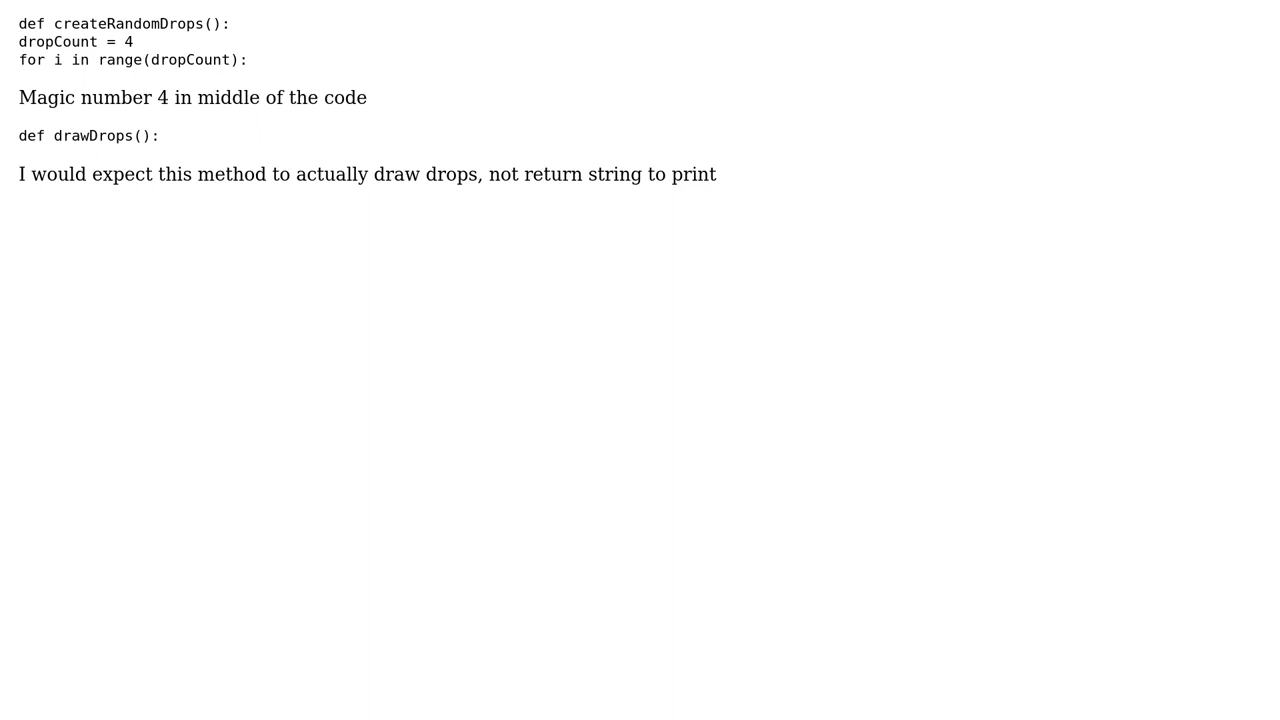 def createRandomDrops():
dropCount = 4
for i in range(dropCount):
Magic number 4 in middle of the code
def drawDrops():
I would expect this method to actually draw drops, not return string to print